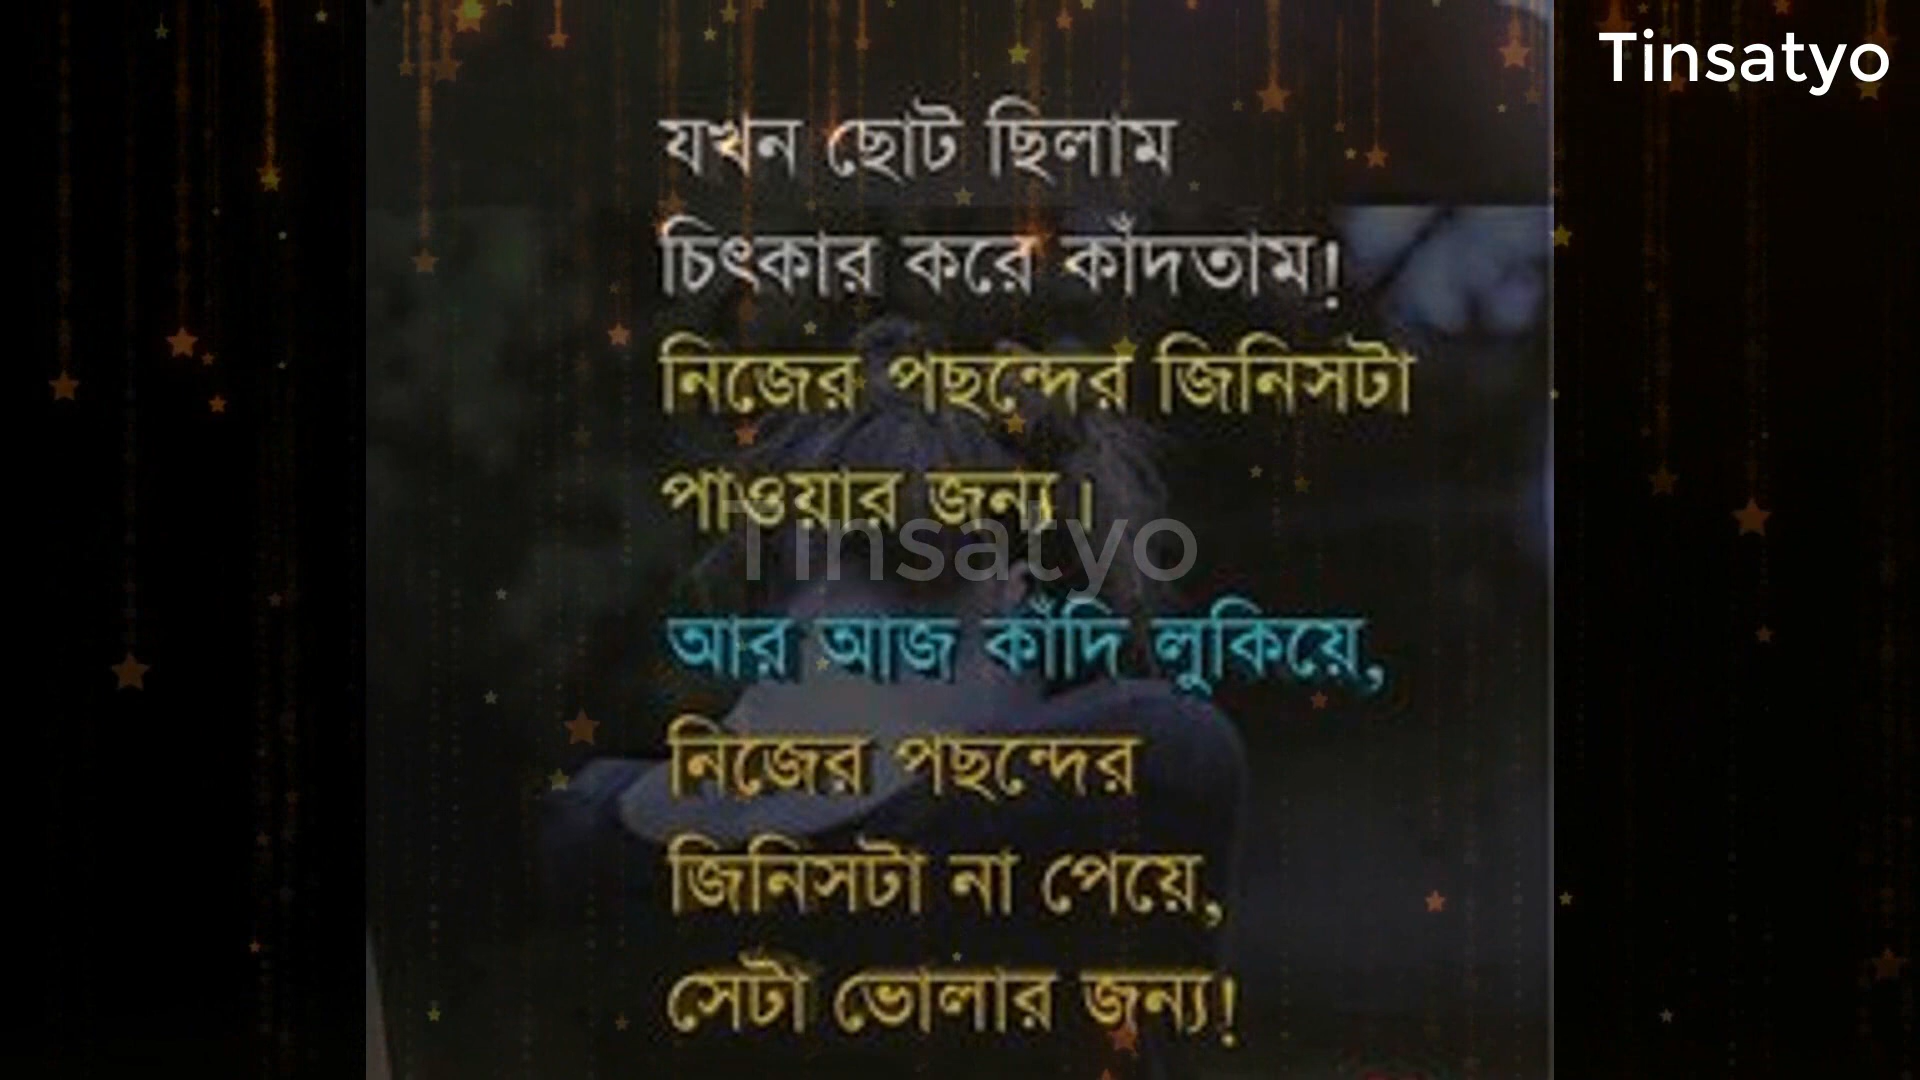 Tinsatyo
যখন ছোট ছিলাম
চিৎকার করে কাঁদতাম!
নিজের পছন্দের জিনিসটা
পাওয়ার জন্য।
Tinsatyo
আর আজ কাঁদি লুকিয়ে,
নিজের পছন্দের
জিনিসটা না পেয়ে,
সেটা ভোলার জন্য!